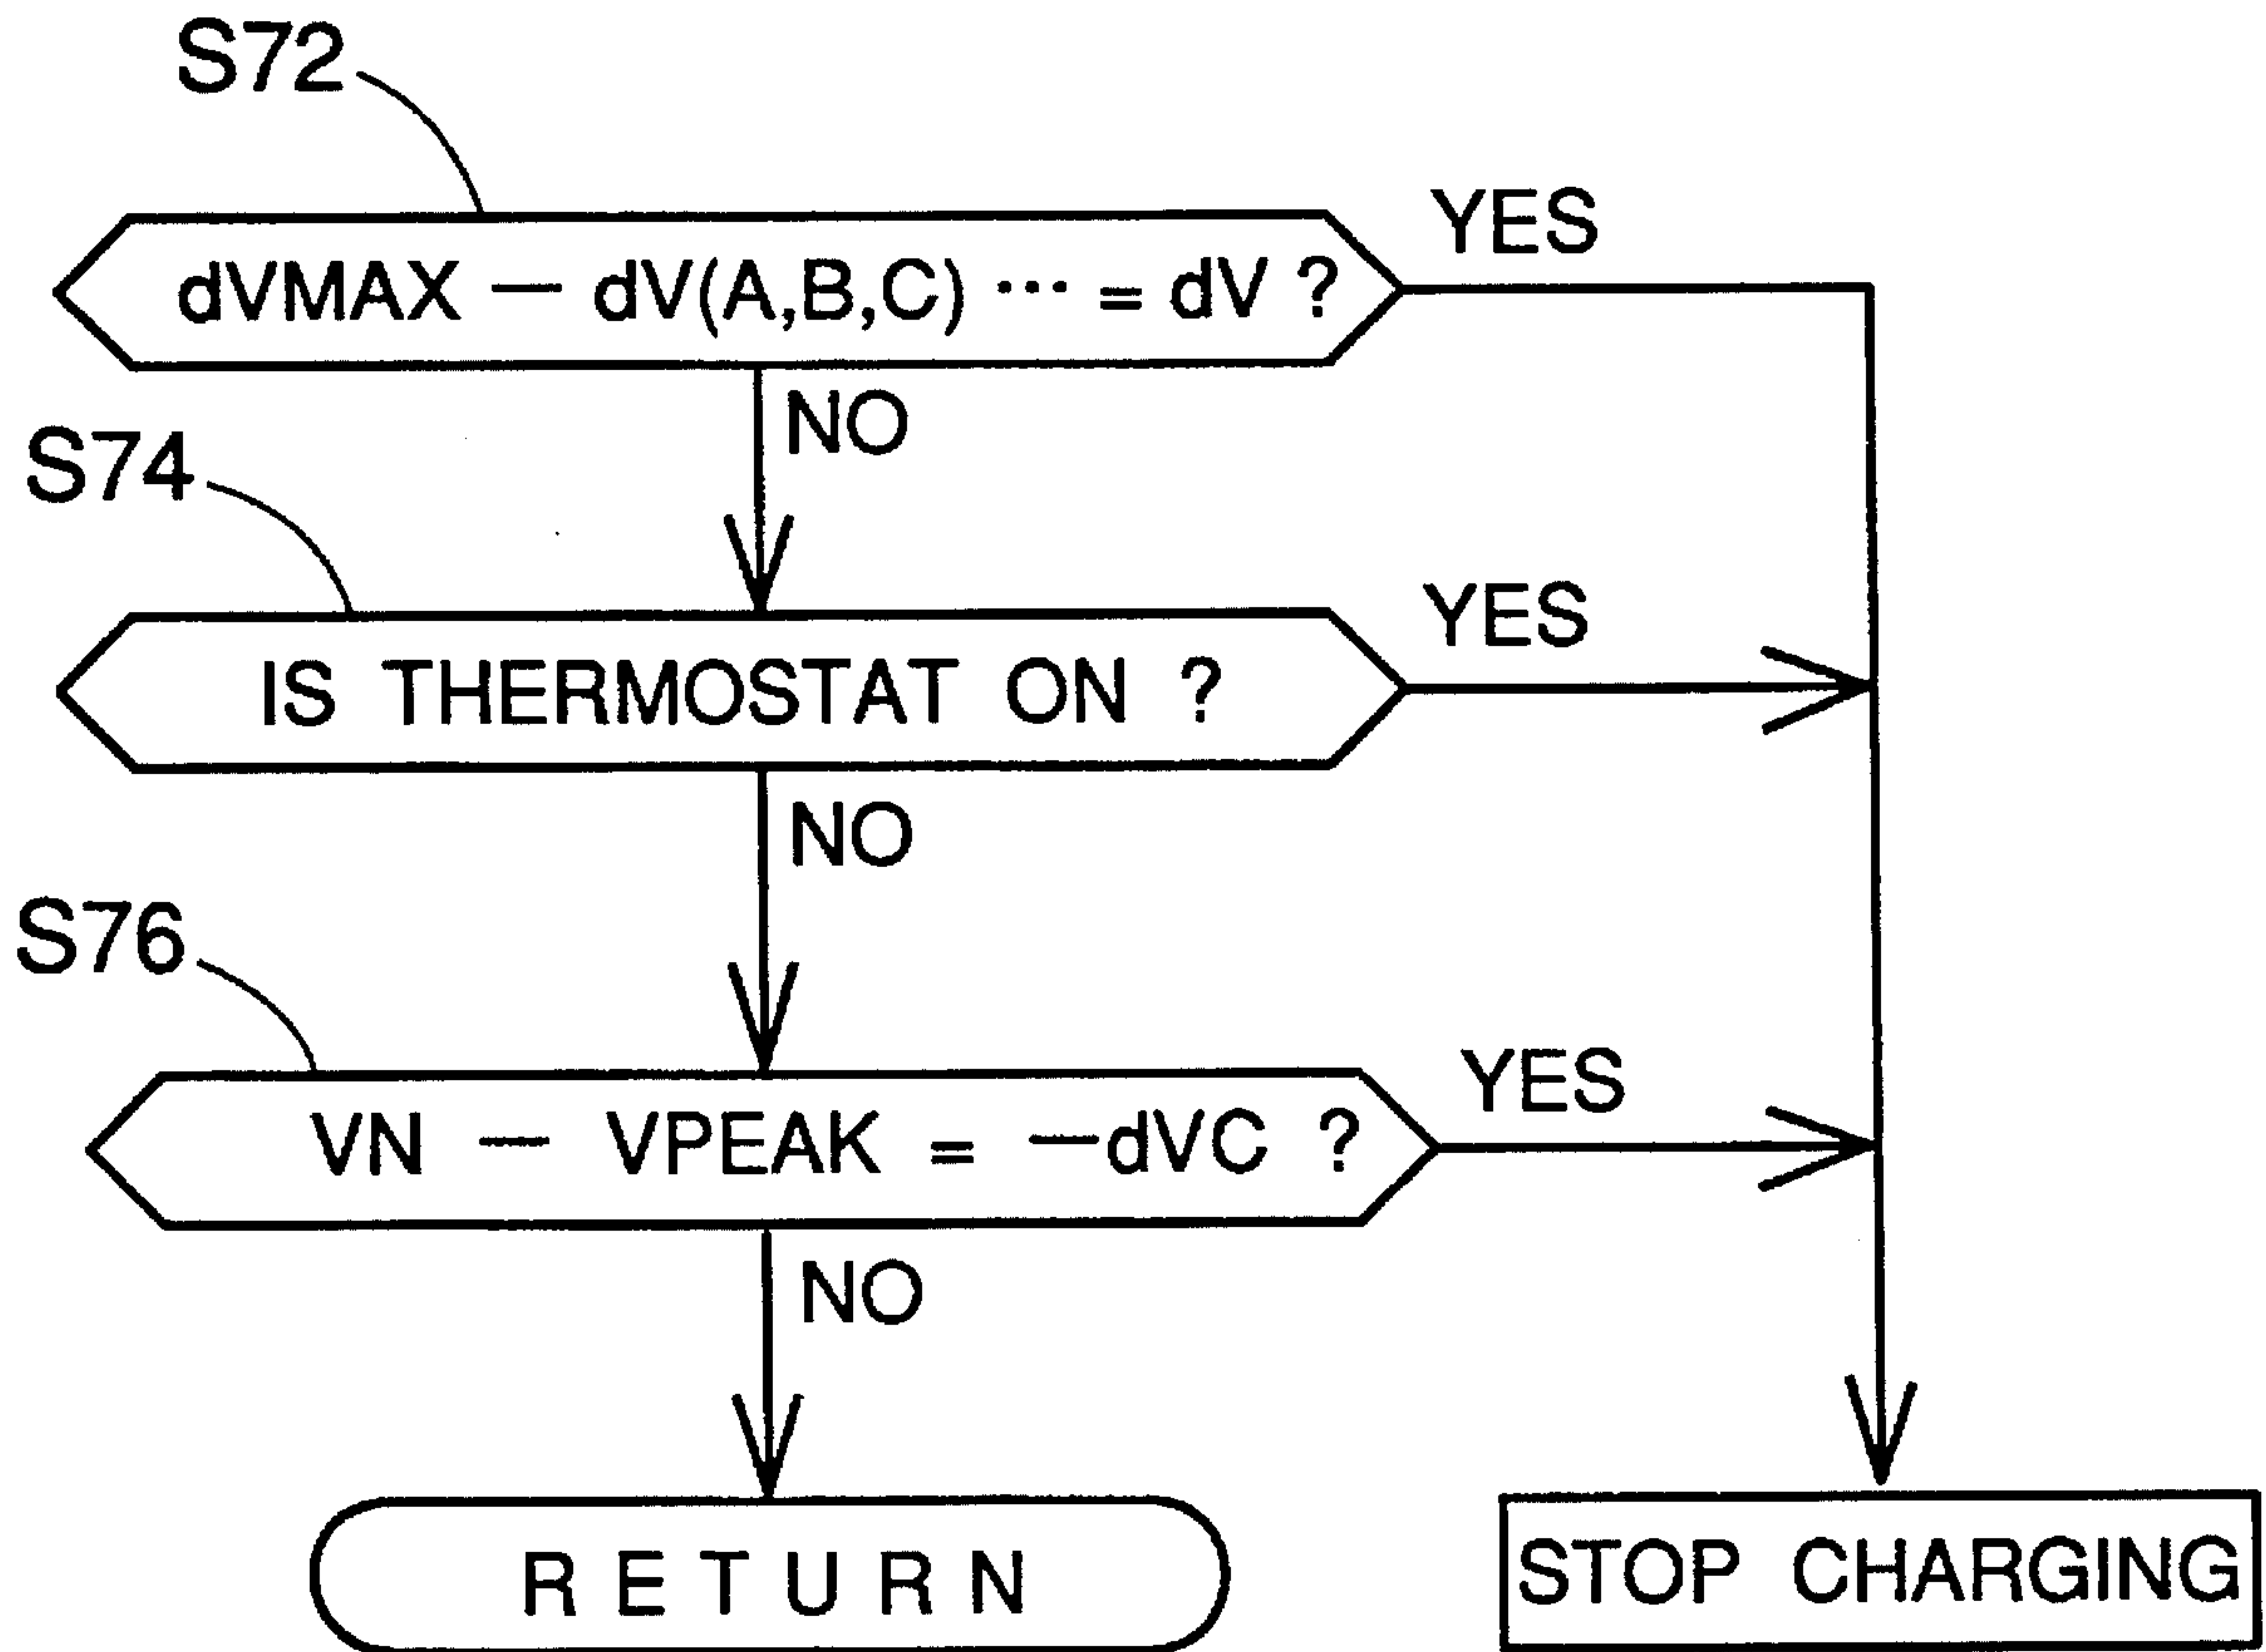 S72
YES
dVMAX — dV(A,B,C) ··· = dV ?
NO
S74
YES
IS THERMOSTAT ON ?
NO
S76
YES
VN — VPEAK = —dVC ?
NO
RETURN
STOP CHARGING